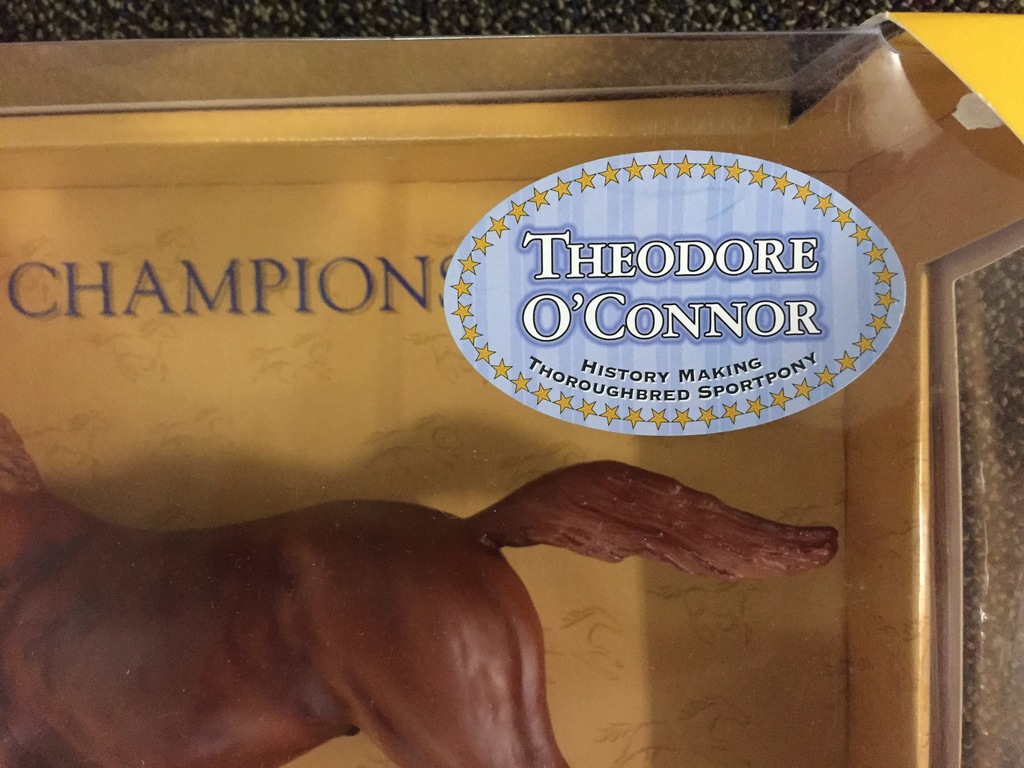 CHAMPIONS
THEODORE
O'CONNOR
HISTORY MAKING
THOROUGHBRED SPORTPONY